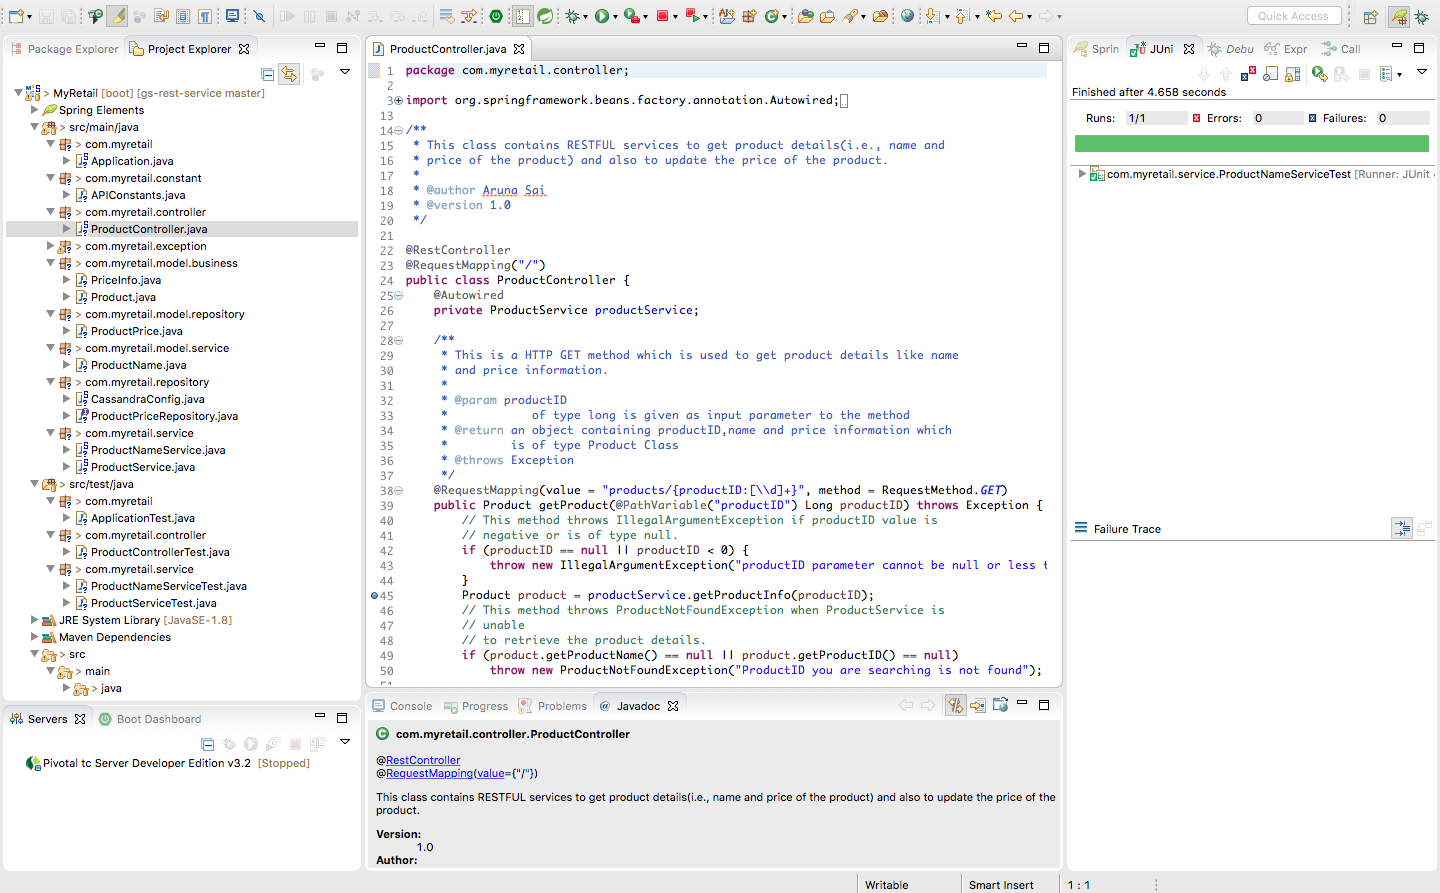 Quick Access
Package Explorer
Project Explorer
> MyRetail [boot] [gs-rest-service master]
Spring Elements
> src/main/java
> com.myretail
Application.java
> com.myretail.constant
APIConstants.java
> com.myretail.controller
ProductController.java
> com.myretail.exception
> com.myretail.model.business
PriceInfo.java
Product.java
> com.myretail.model.repository
ProductPrice.java
> com.myretail.model.service
ProductName.java
> com.myretail.repository
CassandraConfig.java
ProductPriceRepository.java
> com.myretail.service
ProductNameService.java
ProductService.java
> src/test/java
> com.myretail
ApplicationTest.java
> com.myretail.controller
ProductControllerTest.java
> com.myretail.service
ProductNameServiceTest.java
ProductServiceTest.java
JRE System Library [JavaSE-1.8]
Maven Dependencies
> src
> main
> java
Servers
Boot Dashboard
Pivotal tc Server Developer Edition v3.2 [Stopped]
ProductController.java
1 package com.myretail.controller;
2
3 import org.springframework.beans.factory.annotation.Autowired;
13
14 /**
15  * This class contains RESTFUL services to get product details(i.e., name and
16  * price of the product) and also to update the price of the product.
17  *
18  * @author Aruna Sai
19  * @version 1.0
20  */
21
22 @RestController
23 @RequestMapping("/")
24 public class ProductController {
25     @Autowired
26     private ProductService productService;
27
28     /**
29      * This is a HTTP GET method which is used to get product details like name
30      * and price information.
31      *
32      * @param productID
33      *            of type long is given as input parameter to the method
34      * @return an object containing productID,name and price information which
35      *         is of type Product Class
36      * @throws Exception
37      */
38     @RequestMapping(value = "products/{productID:[\\d]+}", method = RequestMethod.GET)
39     public Product getProduct(@PathVariable("productID") Long productID) throws Exception {
40         // This method throws IllegalArgumentException if productID value is
41         // negative or is of type null.
42         if (productID == null || productID < 0) {
43             throw new IllegalArgumentException("productID parameter cannot be null or less t
44         }
45         Product product = productService.getProductInfo(productID);
46         // This method throws ProductNotFoundException when ProductService is
47         // unable
48         // to retrieve the product details.
49         if (product.getProductName() == null || product.getProductID() == null)
50             throw new ProductNotFoundException("ProductID you are searching is not found");
Console
Progress
Problems
@ Javadoc
com.myretail.controller.ProductController
@RestController
@RequestMapping(value={"/"})
This class contains RESTFUL services to get product details(i.e., name and price of the product) and also to update the price of the
product.
Version:
1.0
Author:
Sprin
JUni
Debu
Expr
Call
Finished after 4.658 seconds
Runs: 1/1
Errors: 0
Failures: 0
com.myretail.service.ProductNameServiceTest [Runner: JUnit 4
Failure Trace
Writable
Smart Insert
1 : 1